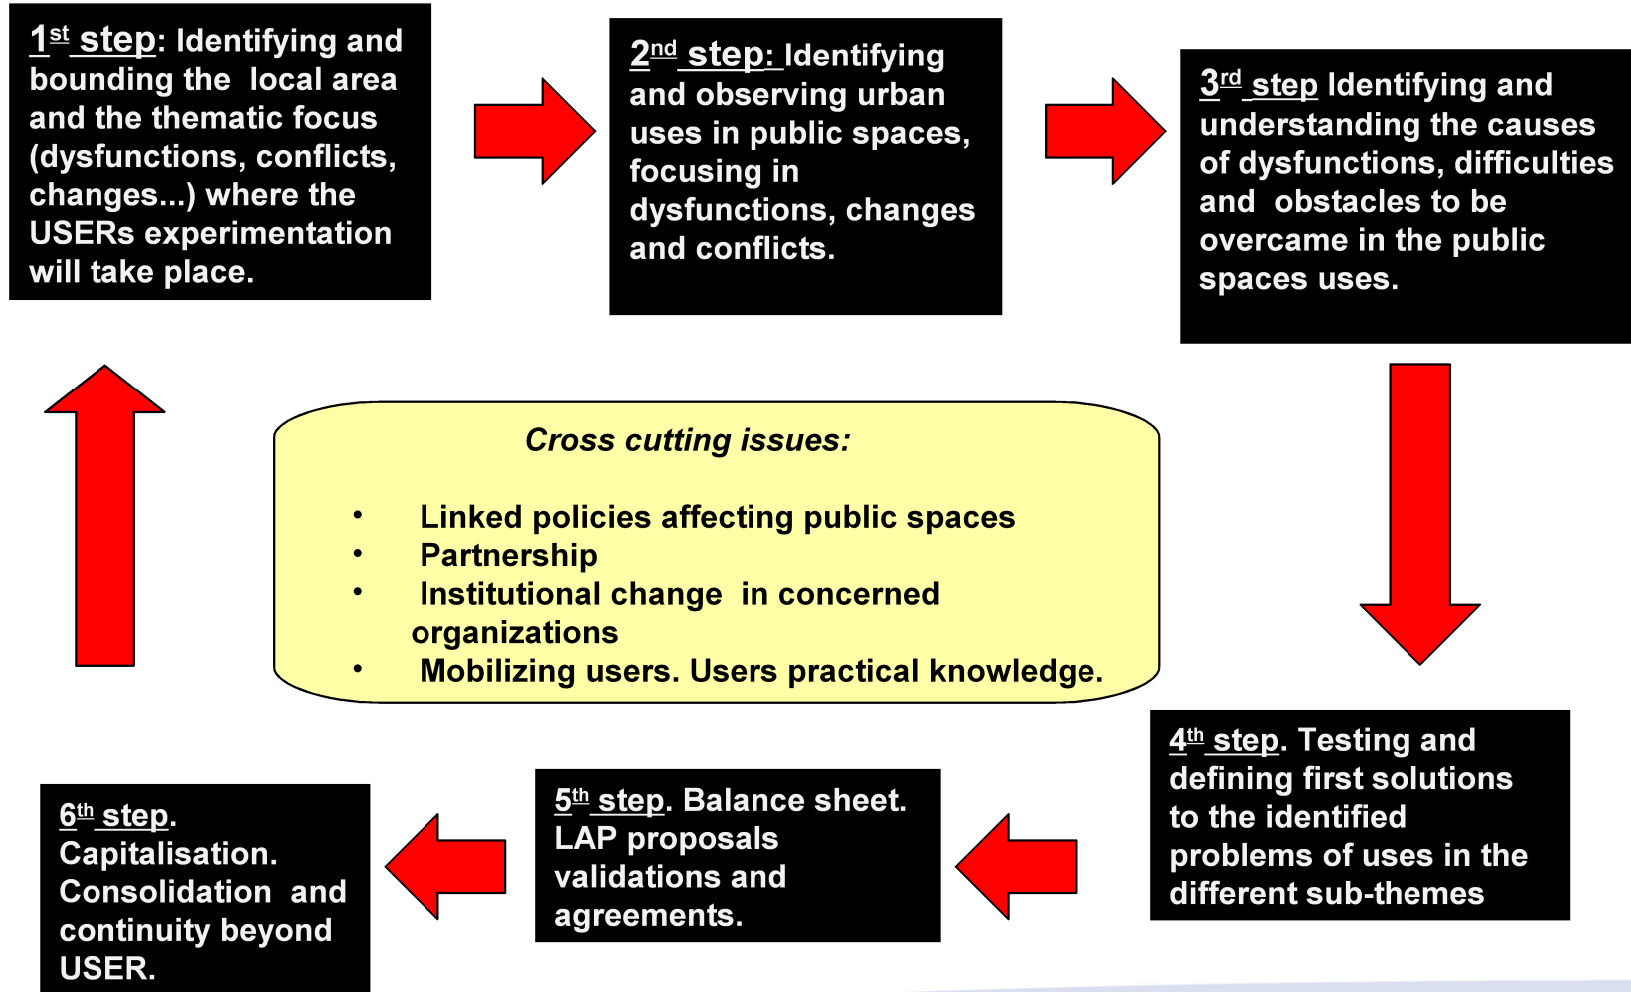 1st step: Identifying and
bounding the local area
and the thematic focus
(dysfunctions, conflicts,
changes...) where the
USERs experimentation
will take place.
2nd step: Identifying
and observing urban
uses in public spaces,
focusing in
dysfunctions, changes
and conflicts.
3rd step Identifying and
understanding the causes
of dysfunctions, difficulties
and obstacles to be
overcame in the public
spaces uses.
Cross cutting issues:
• Linked policies affecting public spaces
• Partnership
• Institutional change in concerned
organizations
• Mobilizing users. Users practical knowledge.
4th step. Testing and
defining first solutions
to the identified
problems of uses in the
different sub-themes
5th step. Balance sheet.
LAP proposals
validations and
agreements.
6th step.
Capitalisation.
Consolidation and
continuity beyond
USER.